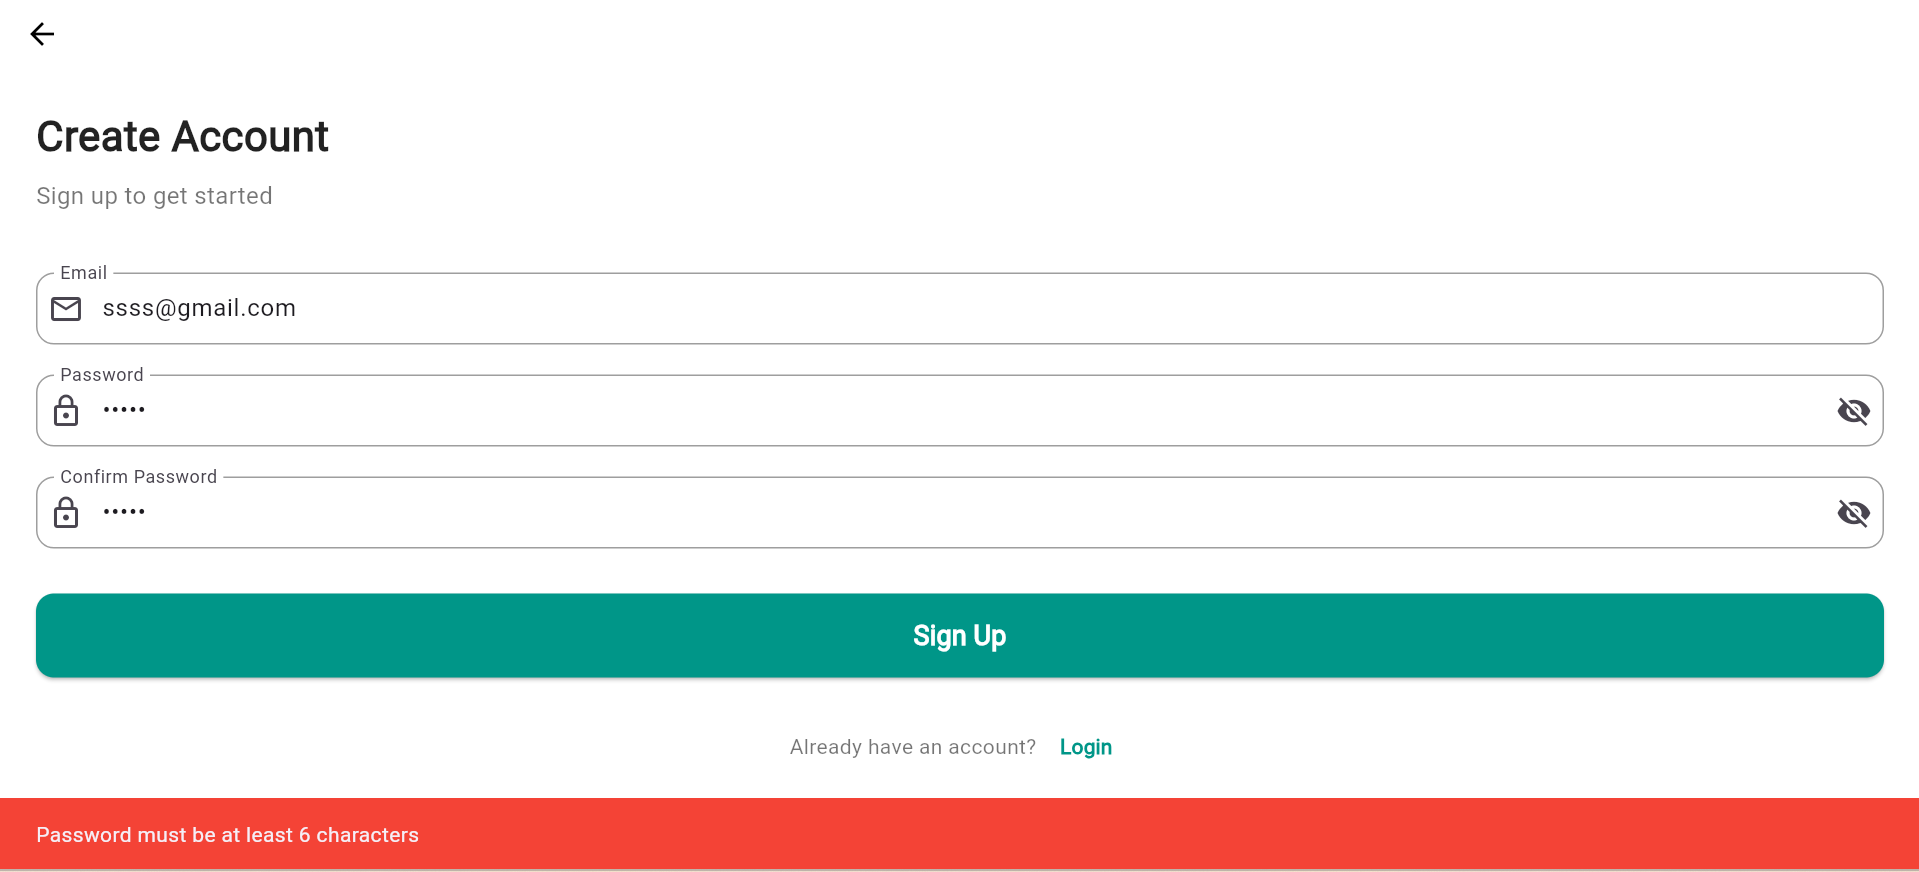 Create Account
Sign up to get started
Email
ssss@gmail.com
Password
•••••
Confirm Password
•••••
Sign Up
Already have an account? Login
Password must be at least 6 characters